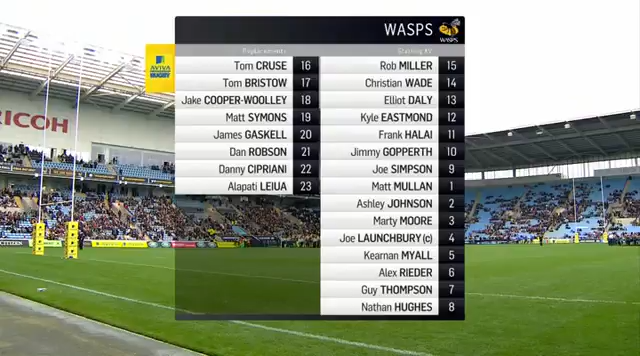 WASPS
WASPS
Replacements
Tom CRUSE 16
Tom BRISTOW 17
Jake COOPER-WOOLLEY 18
Matt SYMONS 19
James GASKELL 20
Dan ROBSON 21
Danny CIPRIANI 22
Alapati LEIUA 23
Starting XV
Rob MILLER 15
Christian WADE 14
Elliot DALY 13
Kyle EASTMOND 12
Frank HALAI 11
Jimmy GOPPERTH 10
Joe SIMPSON 9
Matt MULLAN 1
Ashley JOHNSON 2
Marty MOORE 3
Joe LAUNCHBURY (c) 4
Kearnan MYALL 5
Alex RIEDER 6
Guy THOMPSON 7
Nathan HUGHES 8
AVIVA
RUGBY
RICOH
CITIZEN